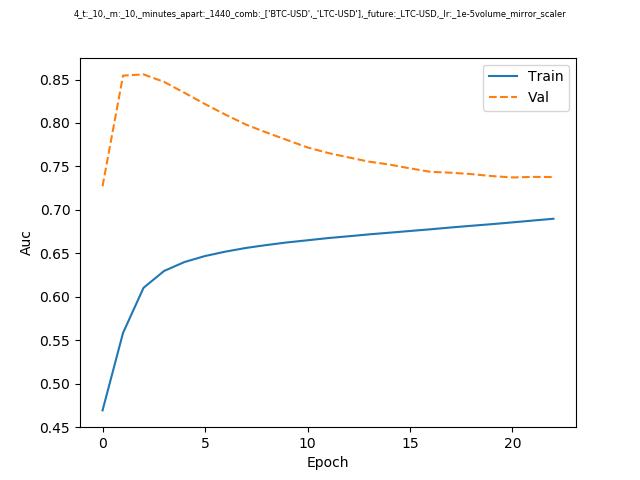 4_t:_10,_m:_10,_minutes_apart:_1440_comb:_['BTC-USD',_'LTC-USD'],_future:_LTC-USD,_lr:_1e-5volume_mirror_scaler
Train
Val
0.85
0.80
0.75
0.70
0.65
0.60
0.55
0.50
0.45
Auc
0 5 10 15 20
Epoch